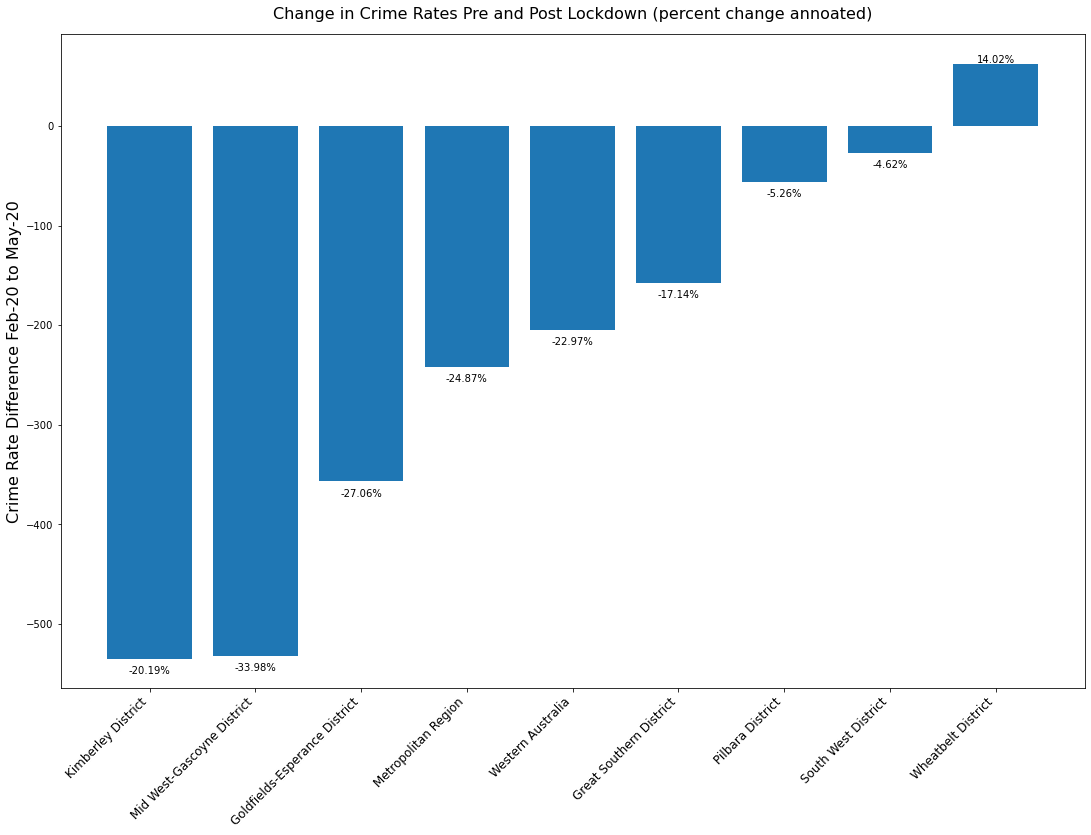 Change in Crime Rates Pre and Post Lockdown (percent change annoated)
Crime Rate Difference Feb-20 to May-20
0
−100
−200
−300
−400
−500
-20.19%
-33.98%
-27.06%
-24.87%
-22.97%
-17.14%
-5.26%
-4.62%
14.02%
Kimberley District
Mid West-Gascoyne District
Goldfields-Esperance District
Metropolitan Region
Western Australia
Great Southern District
Pilbara District
South West District
Wheatbelt District